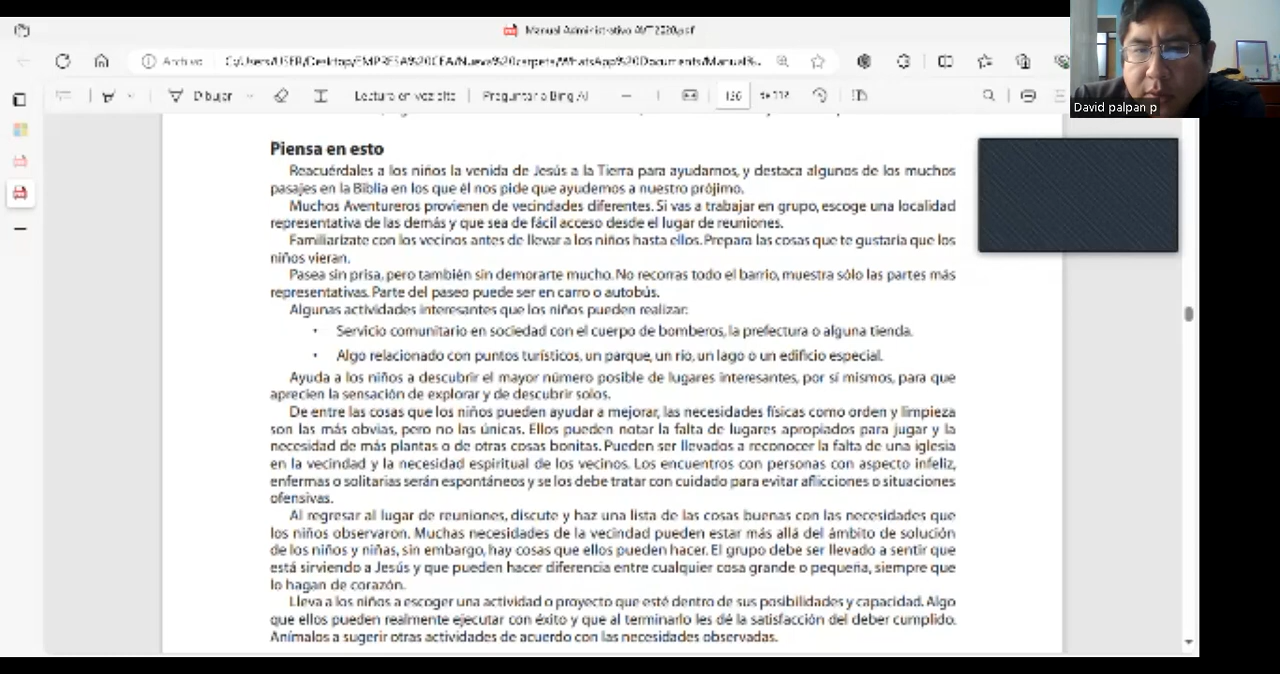 Manual Administrativo AVT 2020.pdf
Archivo C:/Users/USER/Desktop/EMPRESA%20CEA/Nueva%20carpeta/WhatsApp%20Documents/Manual%...
Dibujar Lectura en voz alta Preguntar a Bing AI 136
David palpan p
Piensa en esto
Reacuérdales a los niños la venida de Jesús a la Tierra para ayudarnos, y destaca algunos de los muchos
pasajes en la Biblia en los que él nos pide que ayudemos a nuestro prójimo.
Muchos Aventureros provienen de vecindades diferentes. Si vas a trabajar en grupo, escoge una localidad
representativa de las demás y que sea de fácil acceso desde el lugar de reuniones.
Familiarízate con los vecinos antes de llevar a los niños hasta ellos. Prepara las cosas que te gustaría que los
niños vieran.
Pasea sin prisa, pero también sin demorarte mucho. No recorras todo el barrio, muestra sólo las partes más
representativas. Parte del paseo puede ser en carro o autobús.
Algunas actividades interesantes que los niños pueden realizar:
• Servicio comunitario en sociedad con el cuerpo de bomberos, la prefectura o alguna tienda.
• Algo relacionado con puntos turísticos, un parque, un río, un lago o un edificio especial.
Ayuda a los niños a descubrir el mayor número posible de lugares interesantes, por sí mismos, para que
aprecien la sensación de explorar y de descubrir solos.
De entre las cosas que los niños pueden ayudar a mejorar, las necesidades físicas como orden y limpieza
son las más obvias, pero no las únicas. Ellos pueden notar la falta de lugares apropiados para jugar y la
necesidad de más plantas o de otras cosas bonitas. Pueden ser llevados a reconocer la falta de una iglesia
en la vecindad y la necesidad espiritual de los vecinos. Los encuentros con personas con aspecto infeliz,
enfermas o solitarias serán espontáneos y se los debe tratar con cuidado para evitar aflicciones o situaciones
ofensivas.
Al regresar al lugar de reuniones, discute y haz una lista de las cosas buenas con las necesidades que
los niños observaron. Muchas necesidades de la vecindad pueden estar más allá del ámbito de solución
de los niños y niñas, sin embargo, hay cosas que ellos pueden hacer. El grupo debe ser llevado a sentir que
está sirviendo a Jesús y que pueden hacer diferencia entre cualquier cosa grande o pequeña, siempre que
lo hagan de corazón.
Lleva a los niños a escoger una actividad o proyecto que esté dentro de sus posibilidades y capacidad. Algo
que ellos pueden realmente ejecutar con éxito y que al terminarlo les dé la satisfacción del deber cumplido.
Anímalos a sugerir otras actividades de acuerdo con las necesidades observadas.